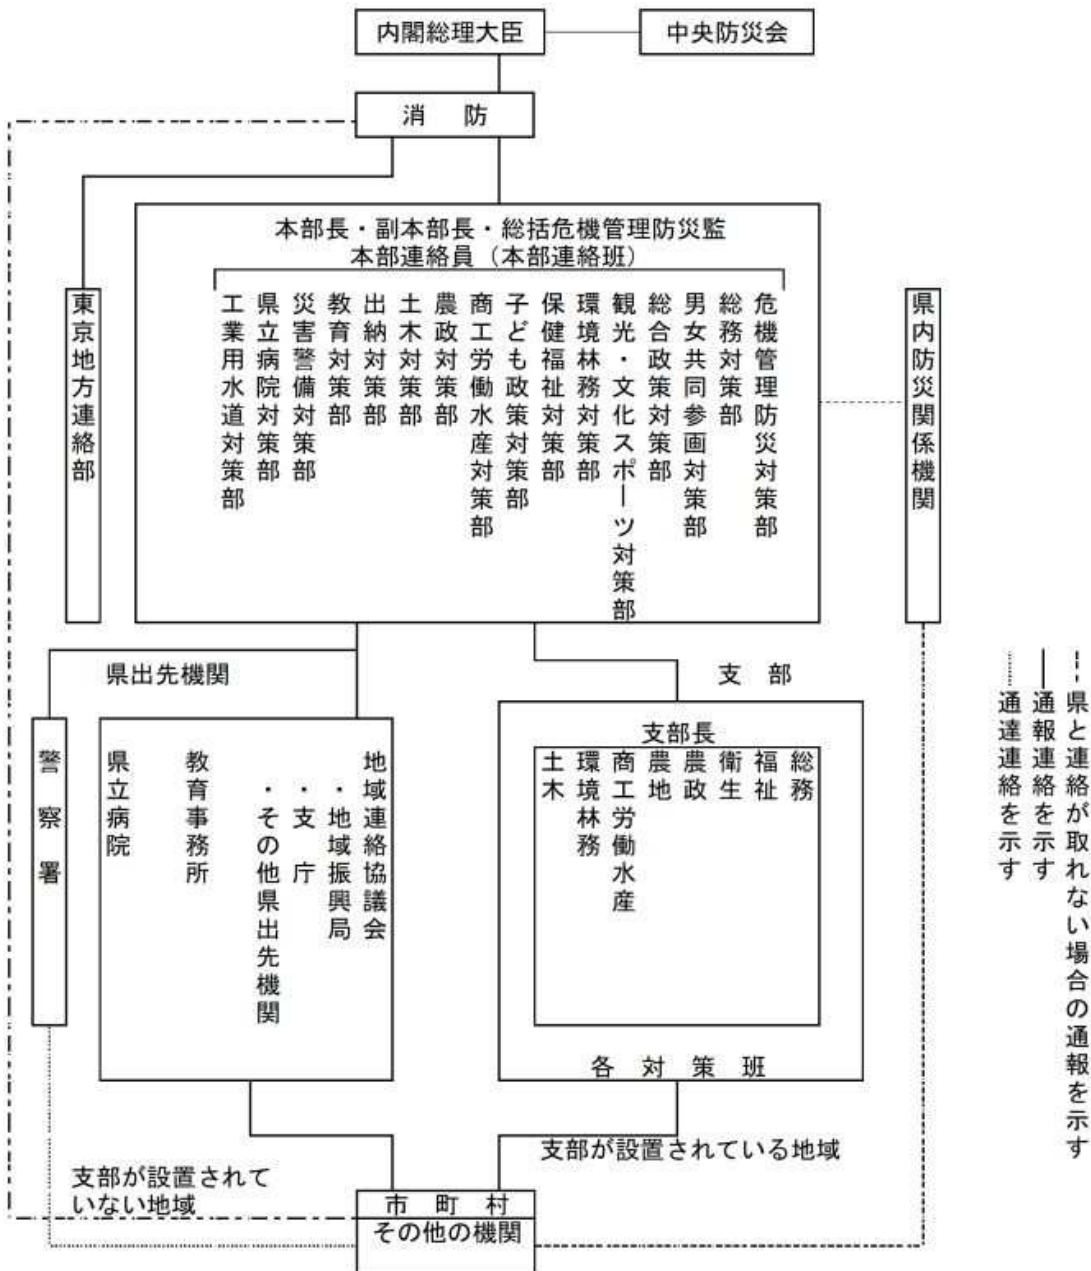 内閣総理大臣
中央防災会
消　防
本部長・副本部長・総括危機管理防災監
本部連絡員（本部連絡班）
危機管理防災対策部
総務対策部
男女共同参画対策部
総合政策対策部
観光・文化スポーツ対策部
環境林務対策部
保健福祉対策部
子ども政策対策部
商工労働水産対策部
農政対策部
土木対策部
出納対策部
教育対策部
災害警備対策部
県立病院対策部
工業用水道対策部
東京地方連絡部
県内防災関係機関
県と連絡が取れない場合の通報を示す
通報連絡を示す
通達連絡を示す
県出先機関
支　部
警察署
地域連絡協議会
・地域振興局
・支　庁
・その他県出先機関
教育事務所
県立病院
支部長
総務
福祉
衛生
農政
農地
商工労働水産
環境林務
土木
各　対　策　班
支部が設置されて
いない地域
支部が設置されている地域
市　町　村
その他の機関